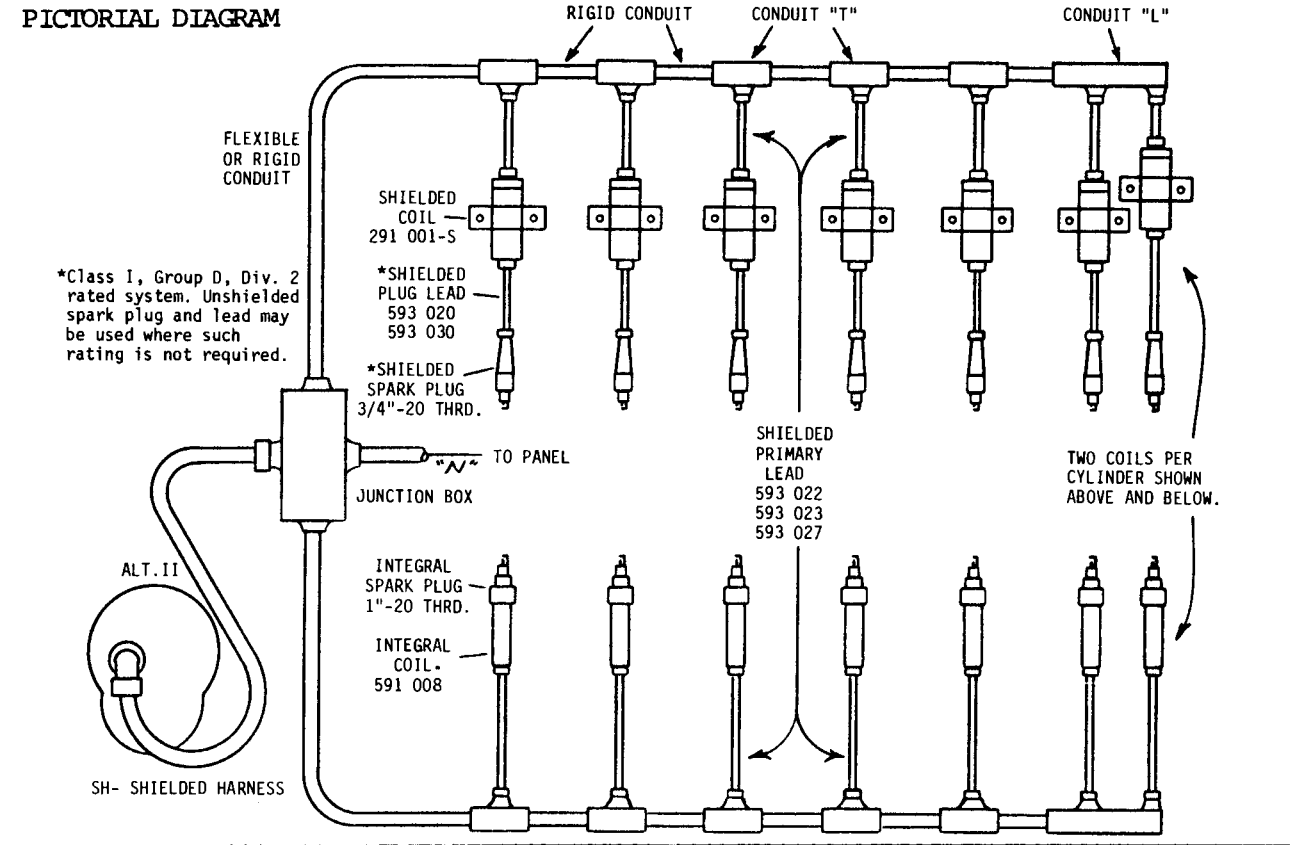 PICTORIAL DIAGRAM
RIGID CONDUIT
CONDUIT "T"
CONDUIT "L"
FLEXIBLE
OR RIGID
CONDUIT
SHIELDED
COIL
291 001-S
*Class I, Group D, Div. 2
rated system. Unshielded
spark plug and lead may
be used where such
rating is not required.
*SHIELDED
PLUG LEAD
593 020
593 030
*SHIELDED
SPARK PLUG
3/4"-20 THRD.
"N"
TO PANEL
JUNCTION BOX
SHIELDED
PRIMARY
LEAD
593 022
593 023
593 027
TWO COILS PER
CYLINDER SHOWN
ABOVE AND BELOW.
ALT.II
INTEGRAL
SPARK PLUG
1"-20 THRD.
INTEGRAL
COIL.
591 008
SH- SHIELDED HARNESS